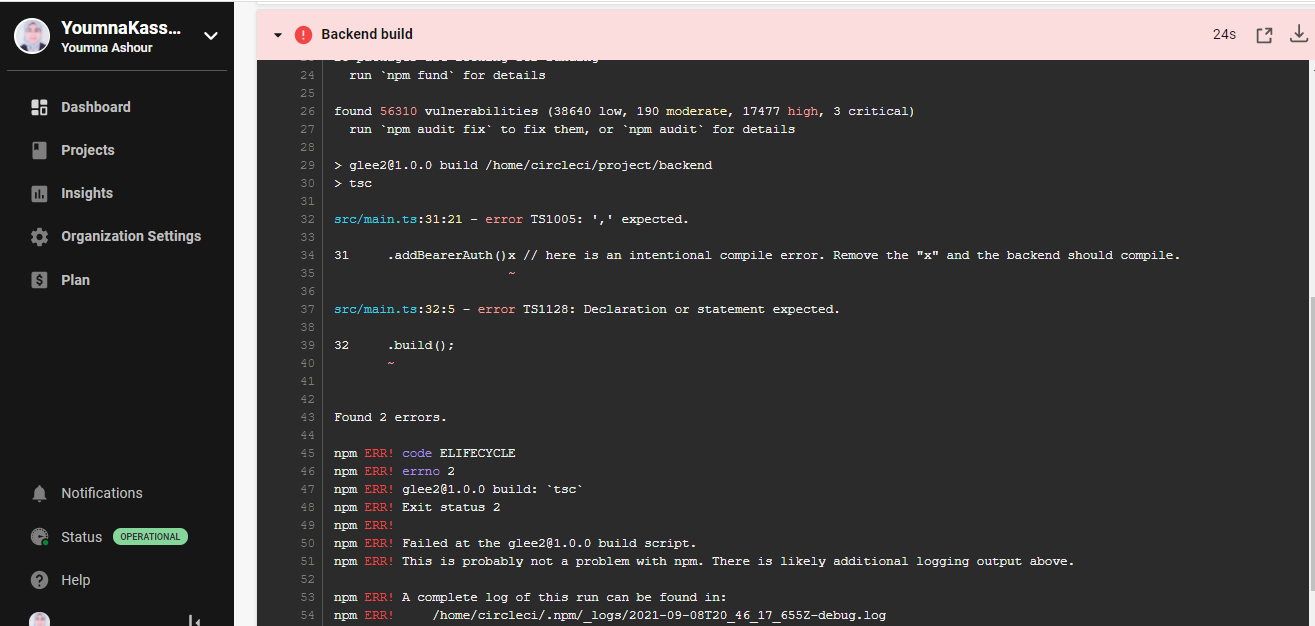 YoumnaKass...
Youmna Ashour
Dashboard
Projects
Insights
Organization Settings
Plan
Notifications
Status OPERATIONAL
Help
Backend build
24s
24 run `npm fund` for details
25
26 found 56310 vulnerabilities (38640 low, 190 moderate, 17477 high, 3 critical)
27 run `npm audit fix` to fix them, or `npm audit` for details
28
29 > glee2@1.0.0 build /home/circleci/project/backend
30 > tsc
31
32 src/main.ts:31:21 - error TS1005: ',' expected.
33
34 31 .addBearerAuth()x // here is an intentional compile error. Remove the "x" and the backend should compile.
35 ~
36
37 src/main.ts:32:5 - error TS1128: Declaration or statement expected.
38
39 32 .build();
40 ~
41
42
43 Found 2 errors.
44
45 npm ERR! code ELIFECYCLE
46 npm ERR! errno 2
47 npm ERR! glee2@1.0.0 build: `tsc`
48 npm ERR! Exit status 2
49 npm ERR!
50 npm ERR! Failed at the glee2@1.0.0 build script.
51 npm ERR! This is probably not a problem with npm. There is likely additional logging output above.
52
53 npm ERR! A complete log of this run can be found in:
54 npm ERR! /home/circleci/.npm/_logs/2021-09-08T20_46_17_655Z-debug.log